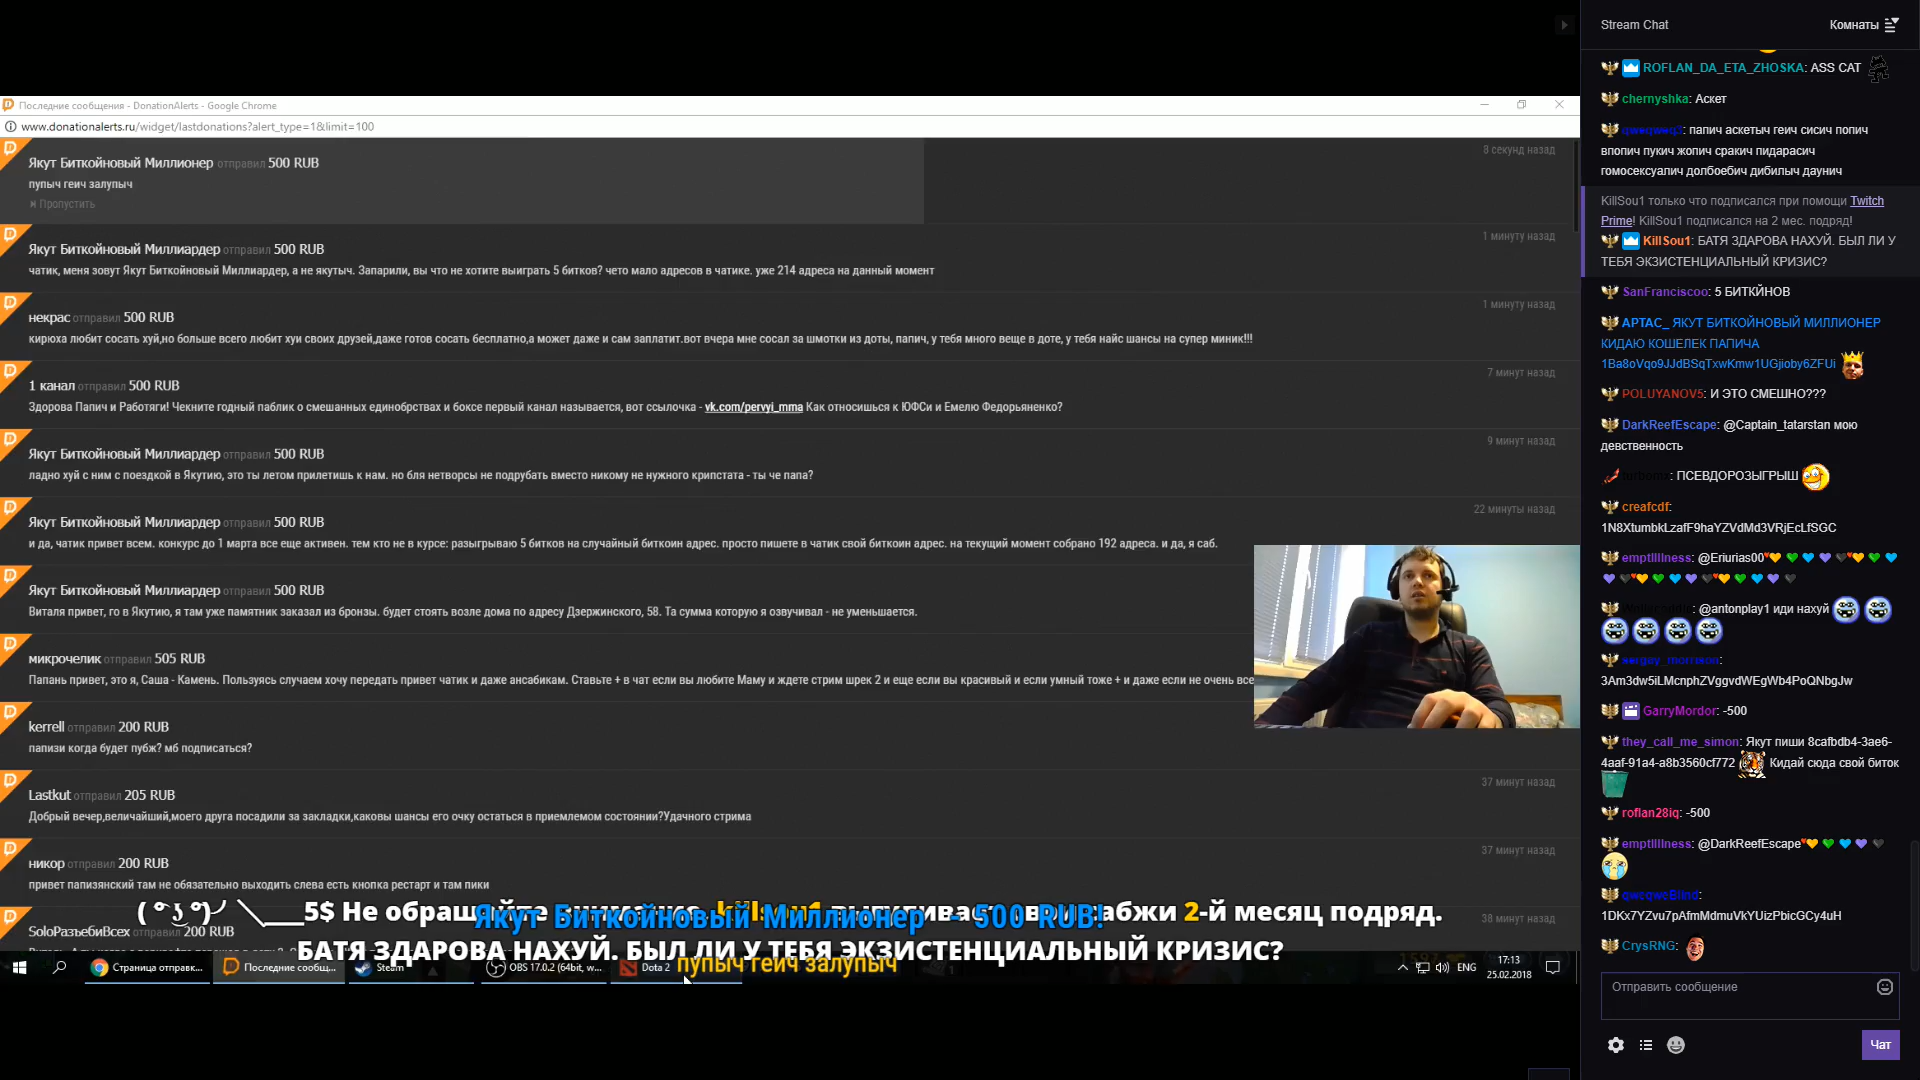 Последние сообщения - DonationAlerts - Google Chrome
www.donationalerts.ru/widget/lastdonations?alert_type=1&limit=100
Якут Биткойновый Миллионер отправил 500 RUB
8 секунд назад
пупыч геич залупыч
Пропустить
Якут Биткойновый Миллиардер отправил 500 RUB
1 минуту назад
чатик, меня зовут Якут Биткойновый Миллиардер, а не якутыч. Запарили, вы что не хотите выиграть 5 битков? чето мало адресов в чатике. уже 214 адреса на данный момент
некрас отправил 500 RUB
1 минуту назад
кирюха любит сосать хуй,но больше всего любит хуи своих друзей,даже готов сосать бесплатно,а может даже и сам заплатит.вот вчера мне сосал за шмотки из доты, папич, у тебя много веще в доте, у тебя найс шансы на супер миник!!!
1 канал отправил 500 RUB
7 минут назад
Здорова Папич и Работяги! Чекните годный паблик о смешанных единобрствах и боксе первый канал называется, вот ссылочка - vk.com/pervyi_mma Как относишься к ЮФСи и Емелю Федорьяненко?
Якут Биткойновый Миллиардер отправил 500 RUB
9 минут назад
ладно хуй с ним с поездкой в Якутию, это ты летом прилетишь к нам. но бля нетворсы не подрубать вместо никому не нужного крипстата - ты че папа?
Якут Биткойновый Миллиардер отправил 500 RUB
22 минуты назад
и да, чатик привет всем. конкурс до 1 марта все еще активен. тем кто не в курсе: разыгрываю 5 битков на случайный биткоин адрес. просто пишете в чатик свой биткоин адрес. на текущий момент собрано 192 адреса. и да, я саб.
Якут Биткойновый Миллиардер отправил 500 RUB
Виталя привет, го в Якутию, я там уже памятник заказал из бронзы. будет стоять возле дома по адресу Дзержинского, 58. Та сумма которую я озвучивал - не уменьшается.
микрочелик отправил 505 RUB
Папань привет, это я, Саша - Камень. Пользуясь случаем хочу передать привет чатик и даже ансабикам. Ставьте + в чат если вы любите Маму и ждете стрим шрек 2 и еще если вы красивый и если умный тоже + и даже если не очень все
kerrell отправил 200 RUB
папизи когда будет пубж? мб подписаться?
Lastkut отправил 205 RUB
37 минут назад
Добрый вечер,величайший,моего друга посадили за закладки,каковы шансы его очку остаться в приемлемом состоянии?Удачного стрима
никор отправил 200 RUB
37 минут назад
привет папизянский там не обязательно выходить слева есть кнопка рестарт и там пики
SoloРазъебиВсех отправил 200 RUB
38 минут назад
( ͡° ͜ʖ ͡°)╯╲___5$ Не обращайте killsou1 2-й месяц подряд.
Якут Биткойновый Миллионер - 500 RUB!
БАТЯ ЗДАРОВА НАХУЙ. БЫЛ ЛИ У ТЕБЯ ЭКЗИСТЕНЦИАЛЬНЫЙ КРИЗИС?
пупыч геич залупыч
Страница отправк...
Последние сообщ...
Steam
OBS 17.0.2 (64bit, w...
Dota 2
ENG
17:13
25.02.2018
Stream Chat
Комнаты
ROFLAN_DA_ETA_ZHOSKA: ASS CAT
chernyshka: Аскет
qweqweq3: папич аскетыч геич сисич попич
впопич пукич жопич сракич пидарасич
гомосексуалич долбоебич дибилыч даунич
KillSou1 только что подписался при помощи Twitch
Prime! KillSou1 подписался на 2 мес. подряд!
KillSou1: БАТЯ ЗДАРОВА НАХУЙ. БЫЛ ЛИ У
ТЕБЯ ЭКЗИСТЕНЦИАЛЬНЫЙ КРИЗИС?
SanFranciscoo: 5 БИТКЙНОВ
APTAC_ ЯКУТ БИТКОЙНОВЫЙ МИЛЛИОНЕР
КИДАЮ КОШЕЛЕК ПАПИЧА
1Ba8oVqo9JJdBSqTxwKmw1UGjioby6ZFUi
POLUYANOV5: И ЭТО СМЕШНО???
DarkReefEscape: @Captain_tatarstan мою
девственность
: ПСЕВДОРОЗЫГРЫШ
creafcdf:
1N8XtumbkLzafF9haYZVdMd3VRjEcLfSGC
emptIIIIness: @Eriurias00
: @antonplay1 иди нахуй
sergey_morrison:
3Am3dw5iLMcnphZVggvdWEgWb4PoQNbgJw
GarryMordor: -500
they_call_me_simon: Якут пиши 8cafbdb4-3ae6-
4aaf-91a4-a8b3560cf772 Кидай сюда свой биток
roflan28iq: -500
emptIIIIness: @DarkReefEscape
qweqweBlind:
1DKx7YZvu7pAfmMdmuVkYUizPbicGCy4uH
CrysRNG:
Отправить сообщение
Чат